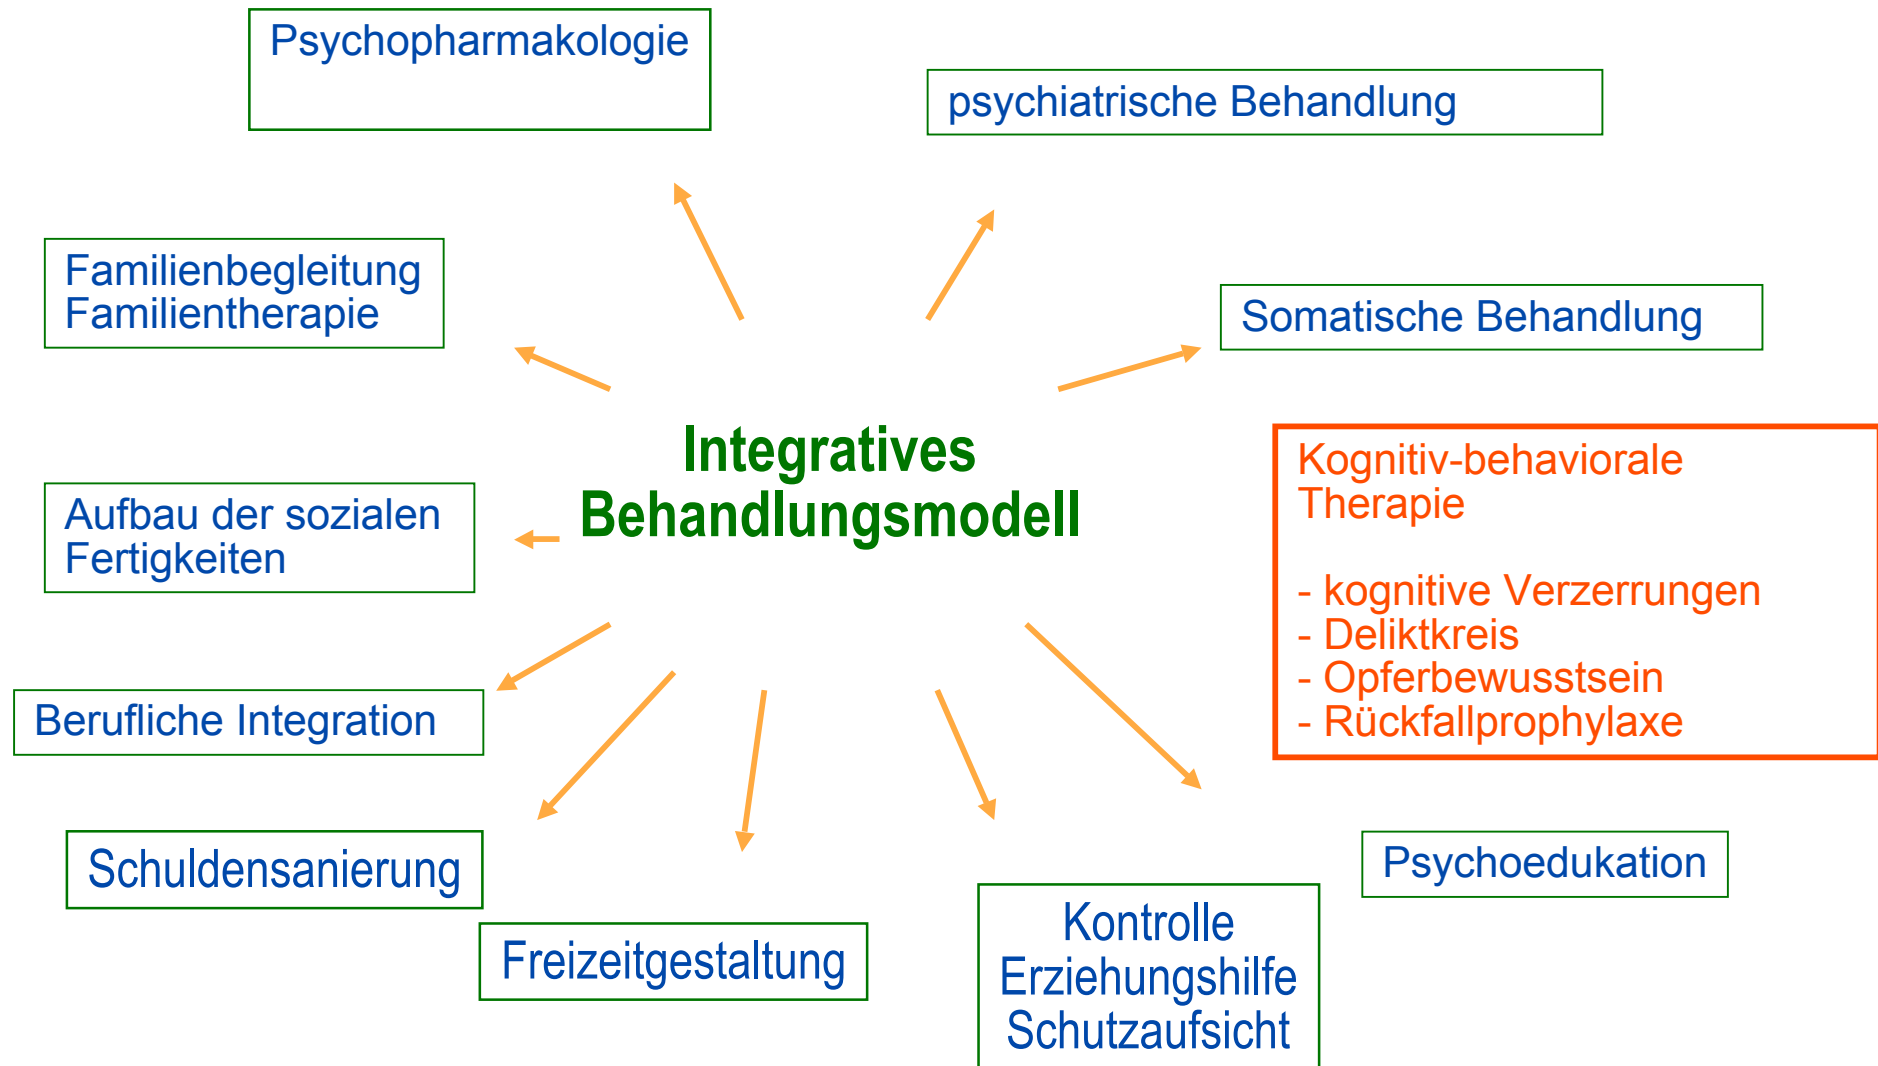 Psychopharmakologie
psychiatrische Behandlung
Familienbegleitung
Familientherapie
Somatische Behandlung
Integratives
Behandlungsmodell
Kognitiv-behaviorale
Therapie
- kognitive Verzerrungen
- Deliktkreis
- Opferbewusstsein
- Rückfallprophylaxe
Aufbau der sozialen
Fertigkeiten
Berufliche Integration
Schuldensanierung
Freizeitgestaltung
Kontrolle
Erziehungshilfe
Schutzaufsicht
Psychoedukation